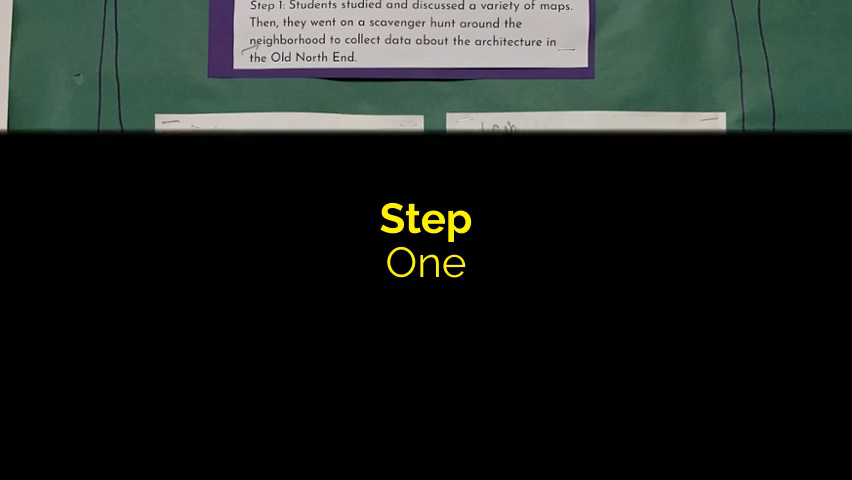 Step 1: Students studied and discussed a variety of maps.
Then, they went on a scavenger hunt around the
neighborhood to collect data about the architecture in
the Old North End.
Step
One